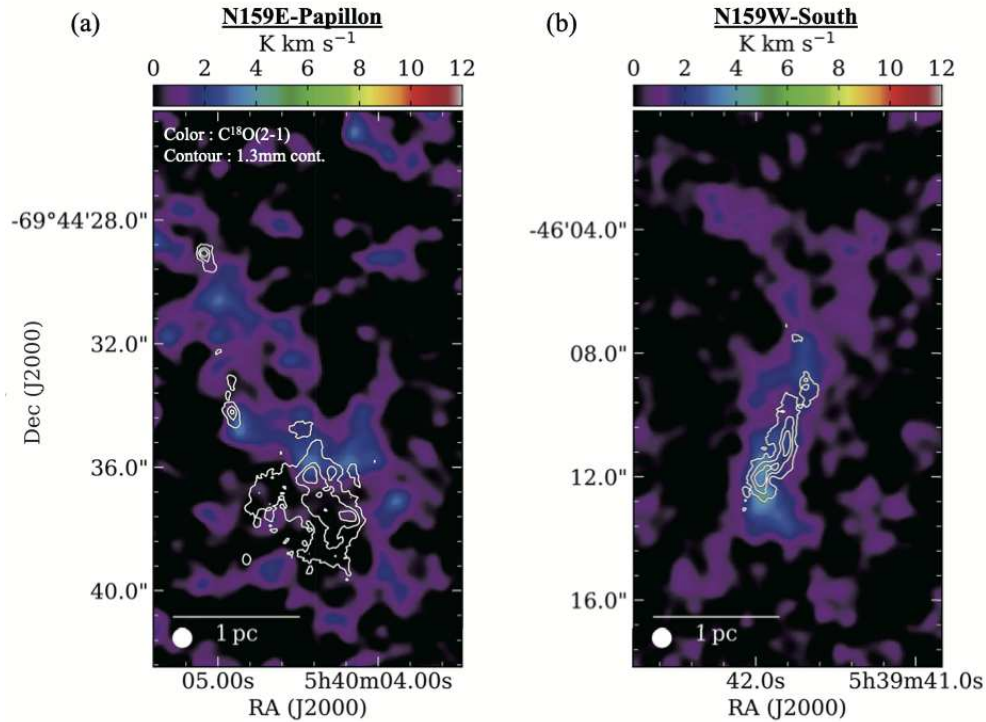 (a)
N159E-Papillon
K km s⁻¹
0 2 4 6 8 10 12
Color : C¹⁸O(2-1)
Contour : 1.3mm cont.
-69°44'28.0"
32.0"
36.0"
40.0"
Dec (J2000)
1 pc
05.00s 5h40m04.00s
RA (J2000)
(b)
N159W-South
K km s⁻¹
0 2 4 6 8 10 12
-46'04.0"
08.0"
12.0"
16.0"
1 pc
42.0s 5h39m41.0s
RA (J2000)